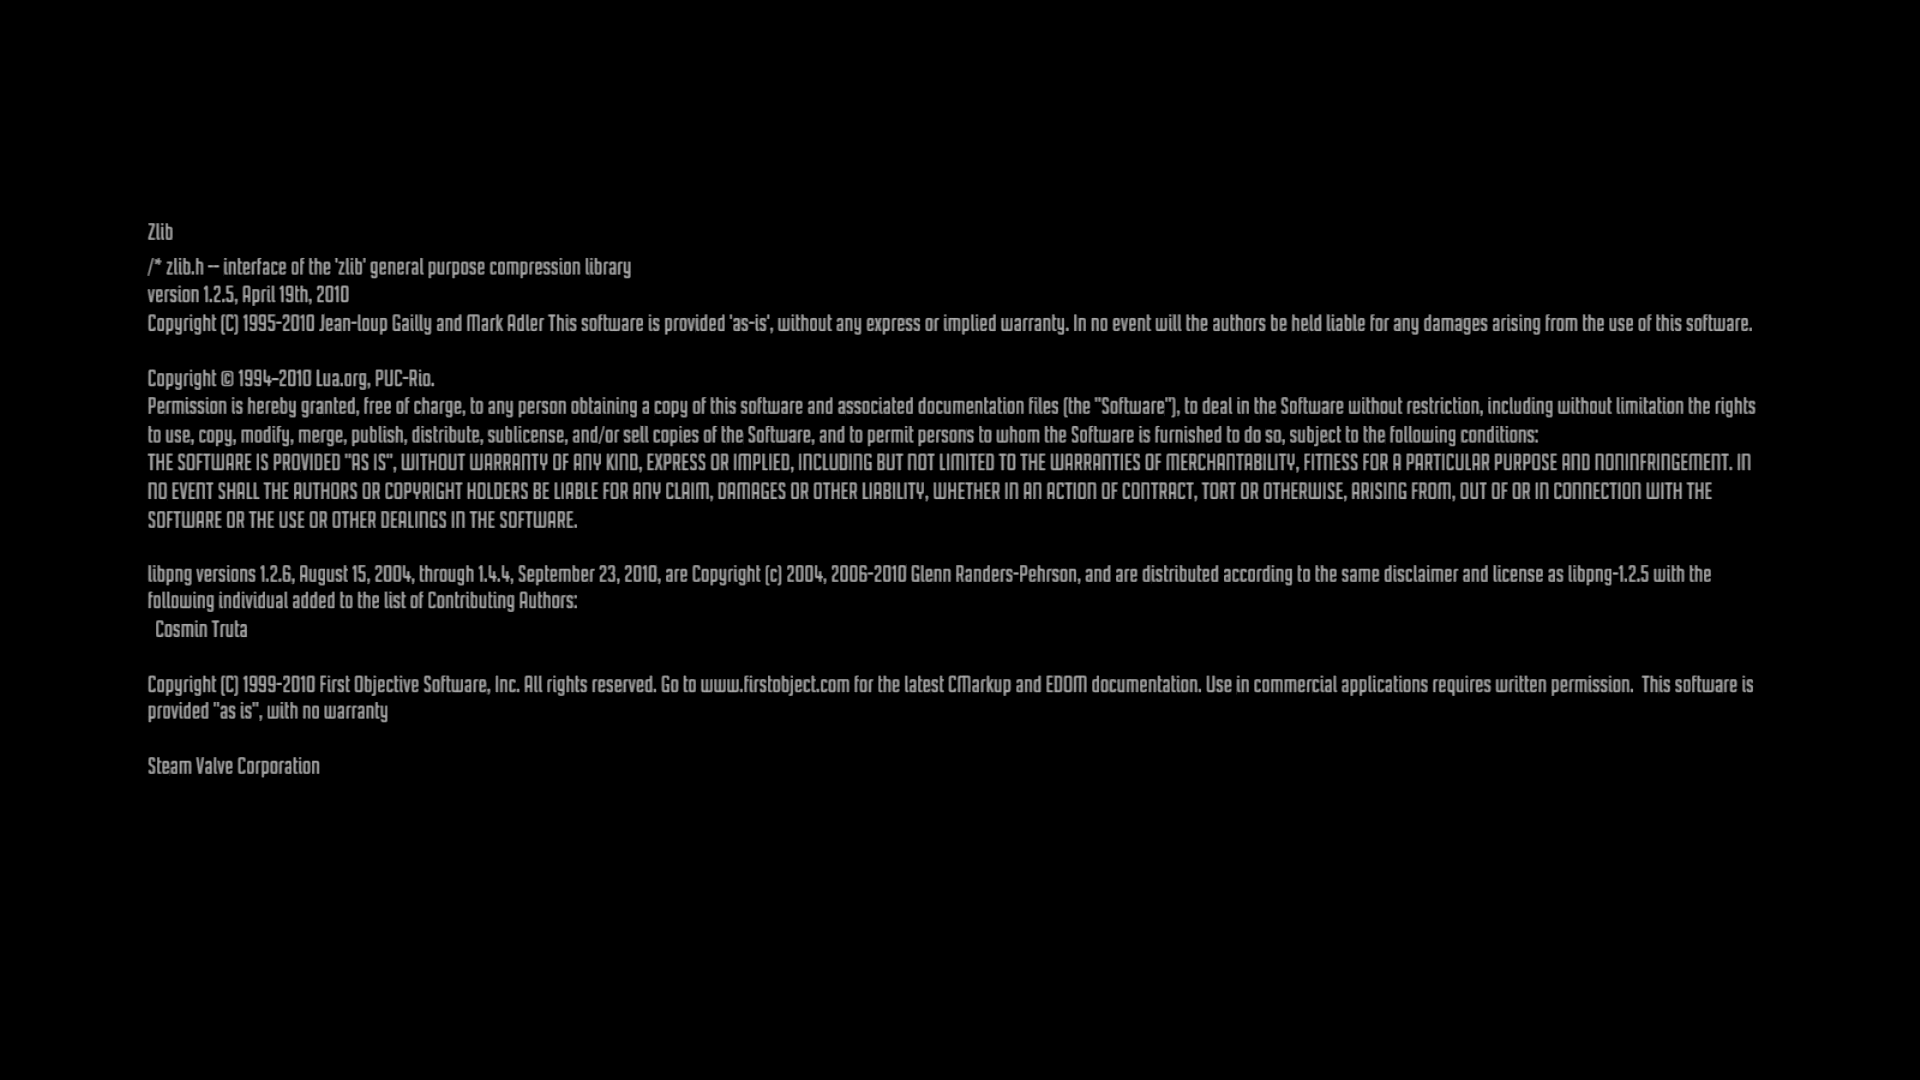 Zlib
/* zlib.h -- interface of the 'zlib' general purpose compression library
version 1.2.5, April 19th, 2010
Copyright (C) 1995-2010 Jean-loup Gailly and Mark Adler This software is provided 'as-is', without any express or implied warranty. In no event will the authors be held liable for any damages arising from the use of this software.
Copyright © 1994–2010 Lua.org, PUC-Rio.
Permission is hereby granted, free of charge, to any person obtaining a copy of this software and associated documentation files (the "Software"), to deal in the Software without restriction, including without limitation the rights
to use, copy, modify, merge, publish, distribute, sublicense, and/or sell copies of the Software, and to permit persons to whom the Software is furnished to do so, subject to the following conditions:
THE SOFTWARE IS PROVIDED "AS IS", WITHOUT WARRANTY OF ANY KIND, EXPRESS OR IMPLIED, INCLUDING BUT NOT LIMITED TO THE WARRANTIES OF MERCHANTABILITY, FITNESS FOR A PARTICULAR PURPOSE AND NONINFRINGEMENT. IN
NO EVENT SHALL THE AUTHORS OR COPYRIGHT HOLDERS BE LIABLE FOR ANY CLAIM, DAMAGES OR OTHER LIABILITY, WHETHER IN AN ACTION OF CONTRACT, TORT OR OTHERWISE, ARISING FROM, OUT OF OR IN CONNECTION WITH THE
SOFTWARE OR THE USE OR OTHER DEALINGS IN THE SOFTWARE.
libpng versions 1.2.6, August 15, 2004, through 1.4.4, September 23, 2010, are Copyright (c) 2004, 2006-2010 Glenn Randers-Pehrson, and are distributed according to the same disclaimer and license as libpng-1.2.5 with the
following individual added to the list of Contributing Authors:
Cosmin Truta
Copyright (C) 1999-2010 First Objective Software, Inc. All rights reserved. Go to www.firstobject.com for the latest CMarkup and EDOM documentation. Use in commercial applications requires written permission.  This software is
provided "as is", with no warranty
Steam Valve Corporation